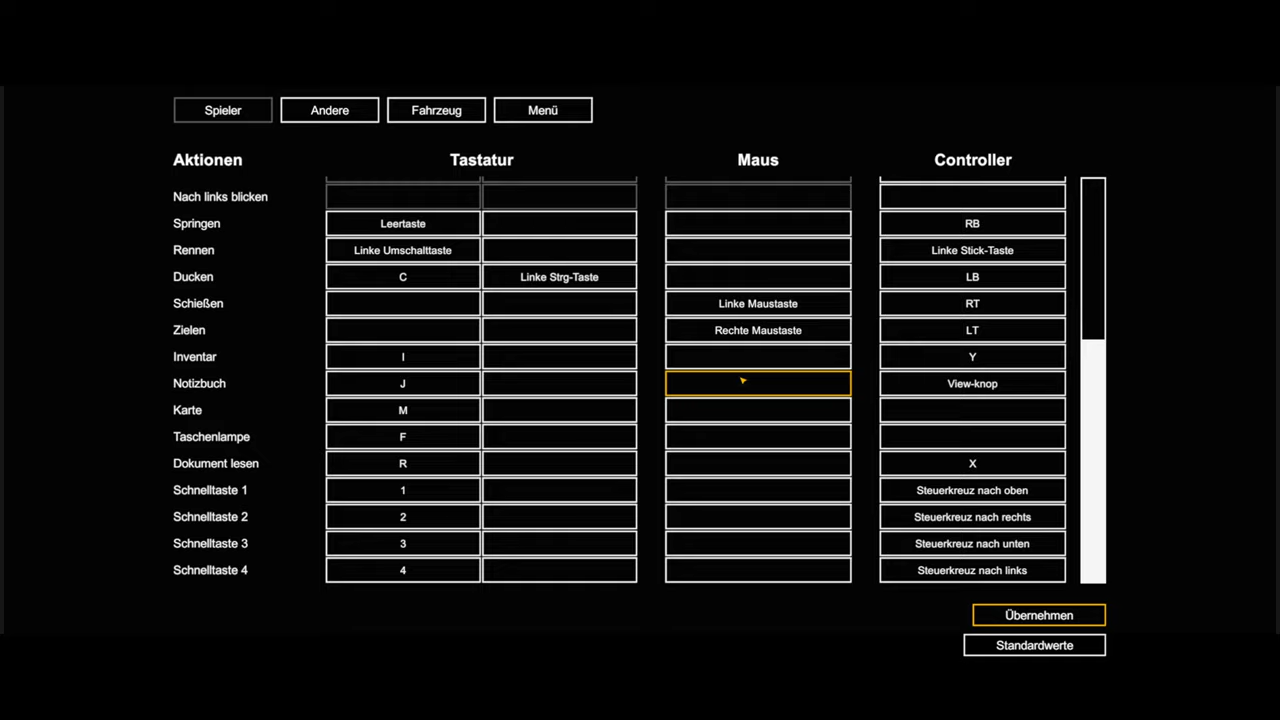 Spieler Andere Fahrzeug Menü
Aktionen Tastatur Maus Controller
Nach links blicken
Springen Leertaste RB
Rennen Linke Umschalttaste Linke Stick-Taste
Ducken C Linke Strg-Taste LB
Schießen Linke Maustaste RT
Zielen Rechte Maustaste LT
Inventar I Y
Notizbuch J View-knop
Karte M
Taschenlampe F
Dokument lesen R X
Schnelltaste 1 1 Steuerkreuz nach oben
Schnelltaste 2 2 Steuerkreuz nach rechts
Schnelltaste 3 3 Steuerkreuz nach unten
Schnelltaste 4 4 Steuerkreuz nach links
Übernehmen
Standardwerte